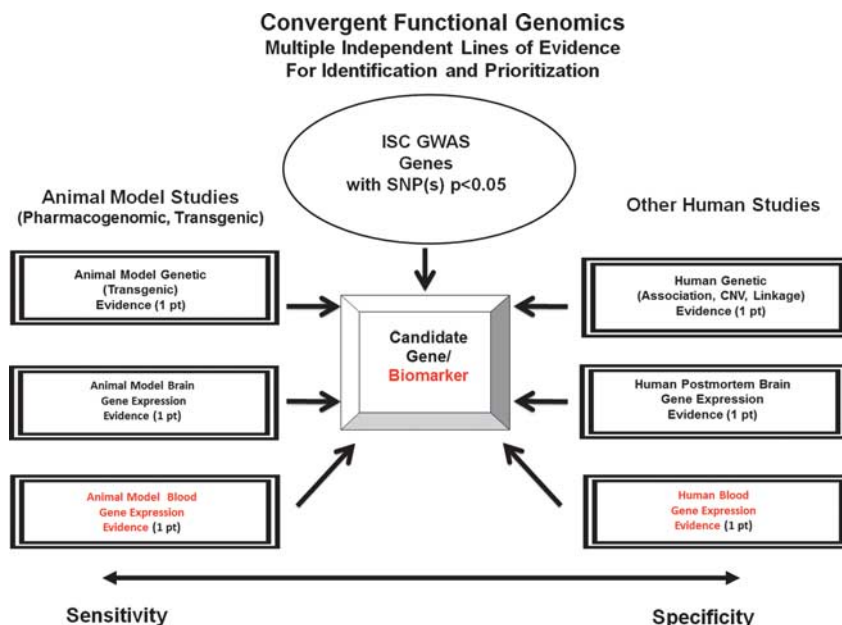 Convergent Functional Genomics
Multiple Independent Lines of Evidence
For Identification and Prioritization
ISC GWAS
Genes
with SNP(s) p<0.05
Animal Model Studies
(Pharmacogenomic, Transgenic)
Other Human Studies
Animal Model Genetic
(Transgenic)
Evidence (1 pt)
Human Genetic
(Association, CNV, Linkage)
Evidence (1 pt)
Candidate
Gene/
Biomarker
Animal Model Brain
Gene Expression
Evidence (1 pt)
Human Postmortem Brain
Gene Expression
Evidence (1 pt)
Animal Model Blood
Gene Expression
Evidence (1 pt)
Human Blood
Gene Expression
Evidence (1 pt)
Sensitivity
Specificity